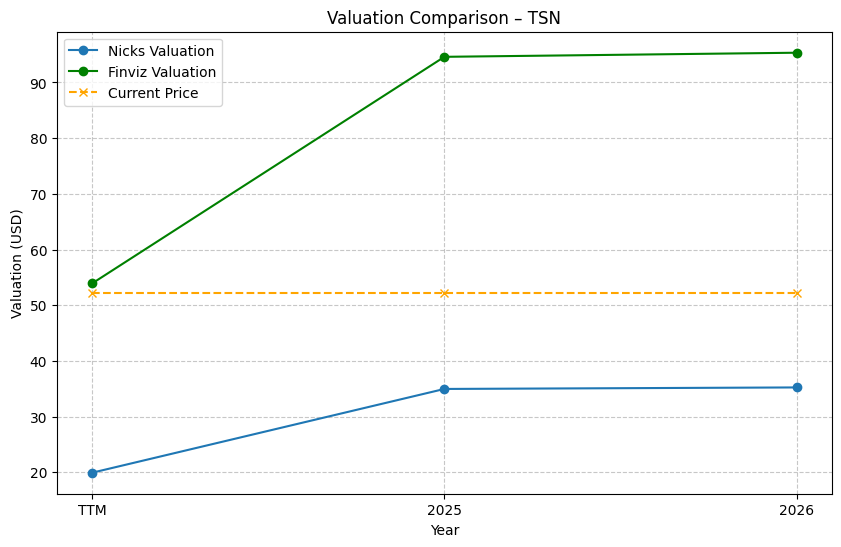 Valuation Comparison – TSN
Nicks Valuation
Finviz Valuation
Current Price
Valuation (USD)
90
80
70
60
50
40
30
20
TTM
2025
2026
Year